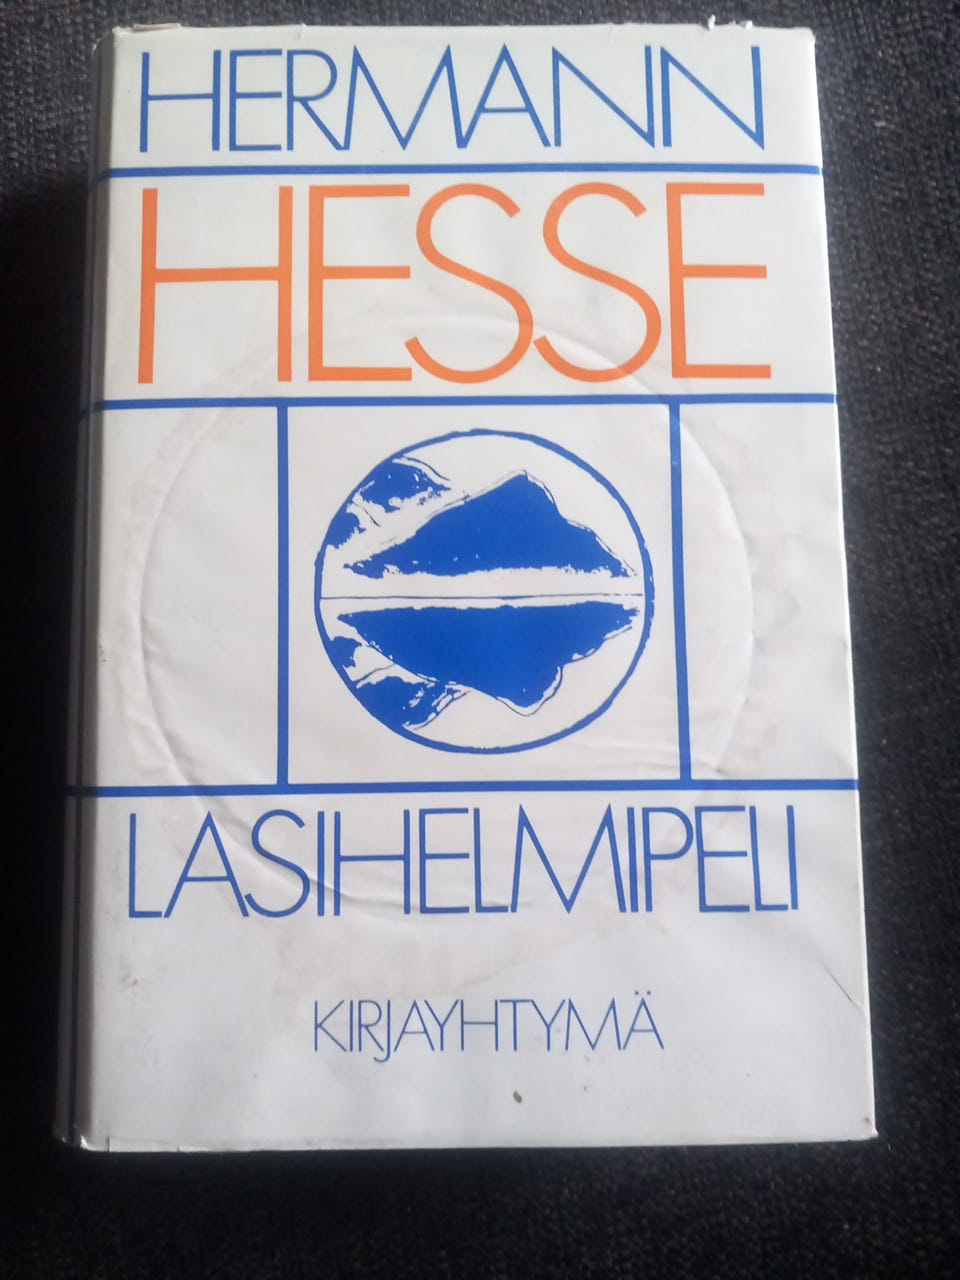 HERMANN
HESSE
LASIHELMIPELI
KIRJAYHTYMÄ